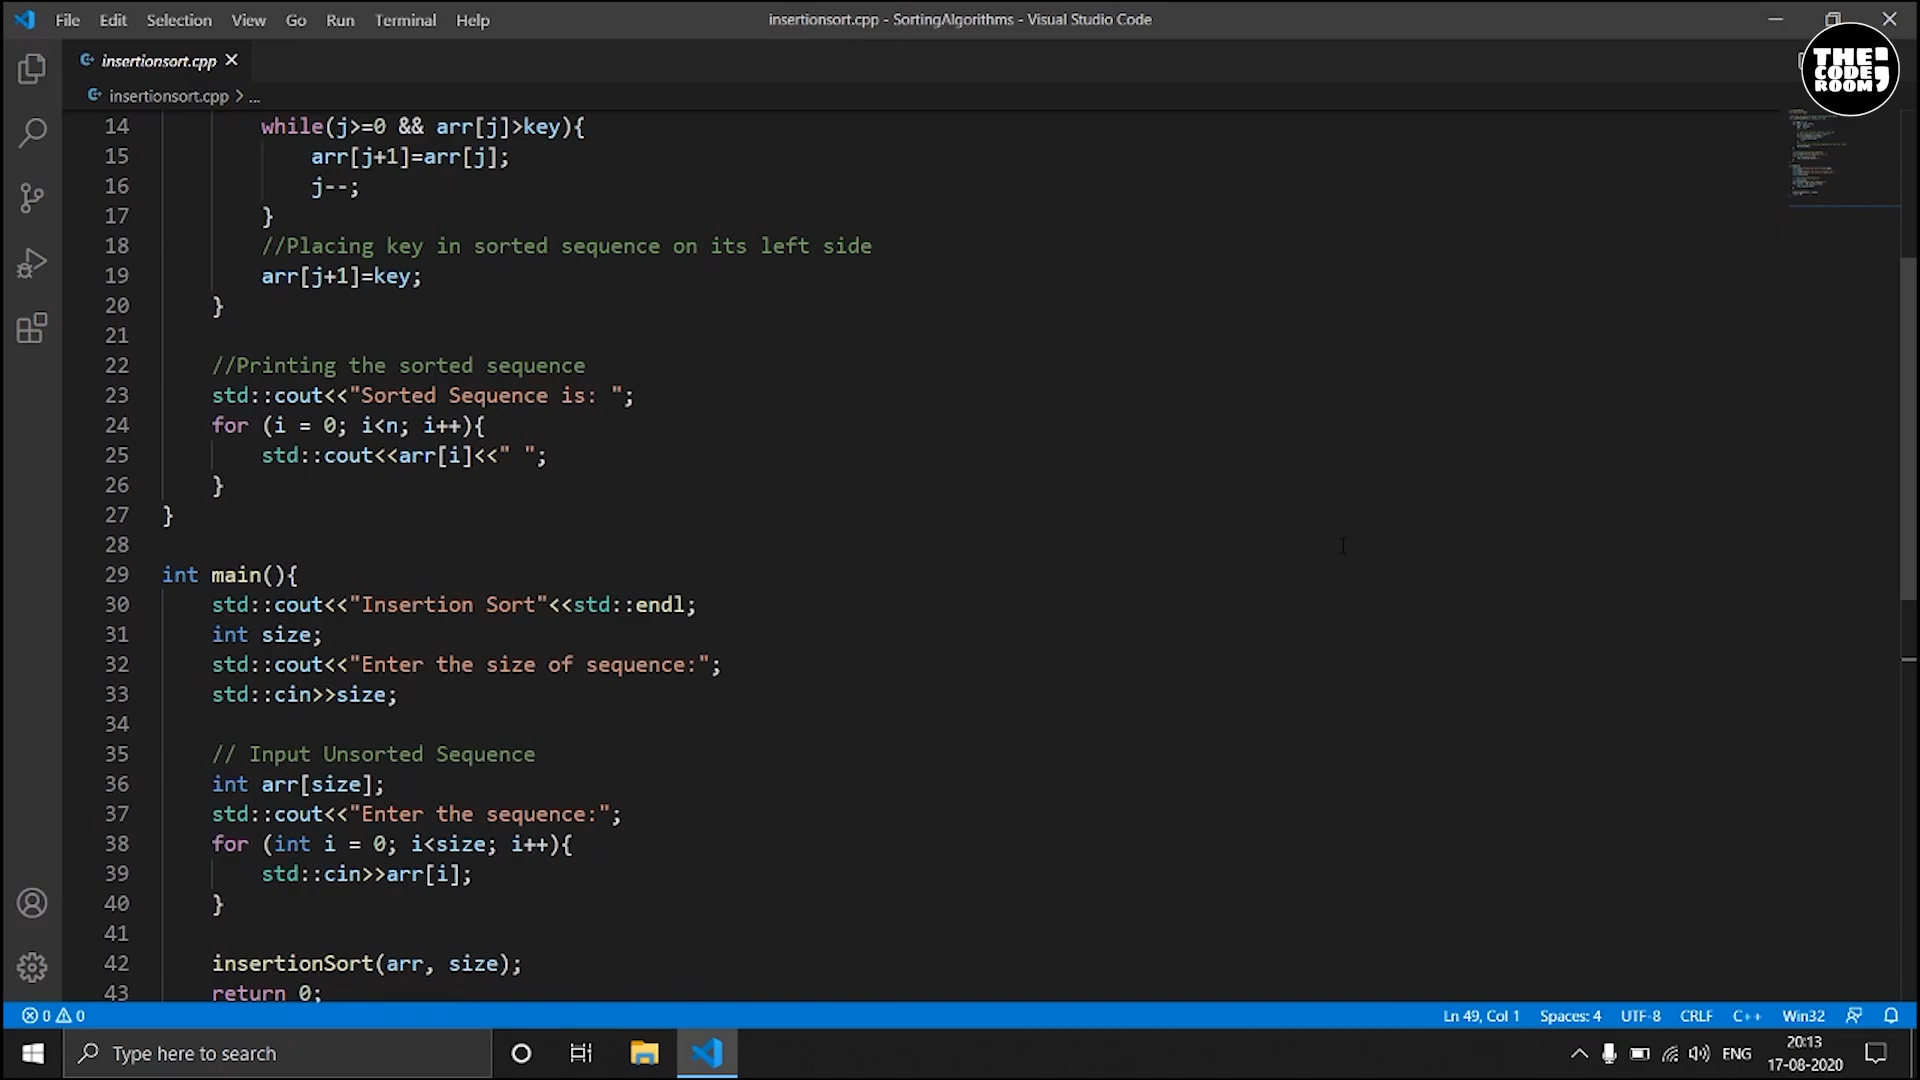 File Edit Selection View Go Run Terminal Help
insertionsort.cpp - SortingAlgorithms - Visual Studio Code
THE
CODE
ROOM
insertionsort.cpp
insertionsort.cpp > ...
14 while(j>=0 && arr[j]>key){
15 arr[j+1]=arr[j];
16 j--;
17 }
18 //Placing key in sorted sequence on its left side
19 arr[j+1]=key;
20 }
21
22 //Printing the sorted sequence
23 std::cout<<"Sorted Sequence is: ";
24 for (i = 0; i<n; i++){
25 std::cout<<arr[i]<<" ";
26 }
27 }
28
29 int main(){
30 std::cout<<"Insertion Sort"<<std::endl;
31 int size;
32 std::cout<<"Enter the size of sequence:";
33 std::cin>>size;
34
35 // Input Unsorted Sequence
36 int arr[size];
37 std::cout<<"Enter the sequence:";
38 for (int i = 0; i<size; i++){
39 std::cin>>arr[i];
40 }
41
42 insertionSort(arr, size);
43 return 0;
0 0 Ln 49, Col 1 Spaces: 4 UTF-8 CRLF C++ Win32
Type here to search
ENG
20:13
17-08-2020